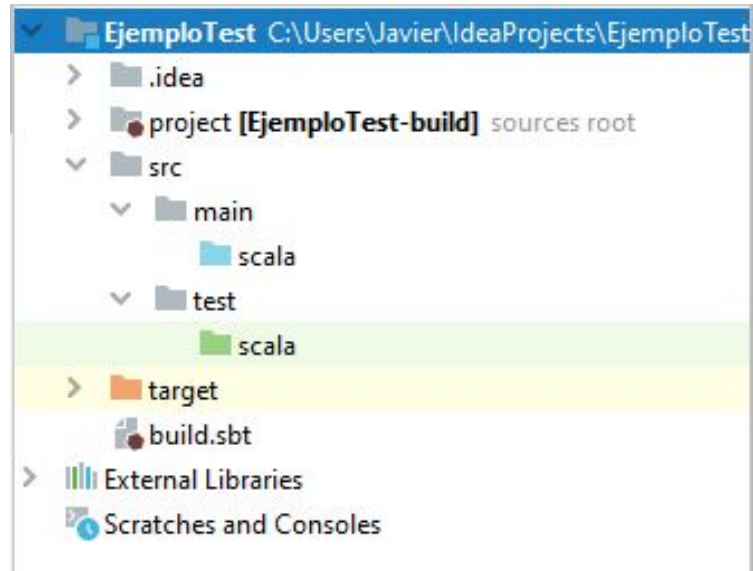 EjemploTest C:\Users\Javier\IdeaProjects\EjemploTest
.idea
project [EjemploTest-build] sources root
src
main
scala
test
scala
target
build.sbt
External Libraries
Scratches and Consoles